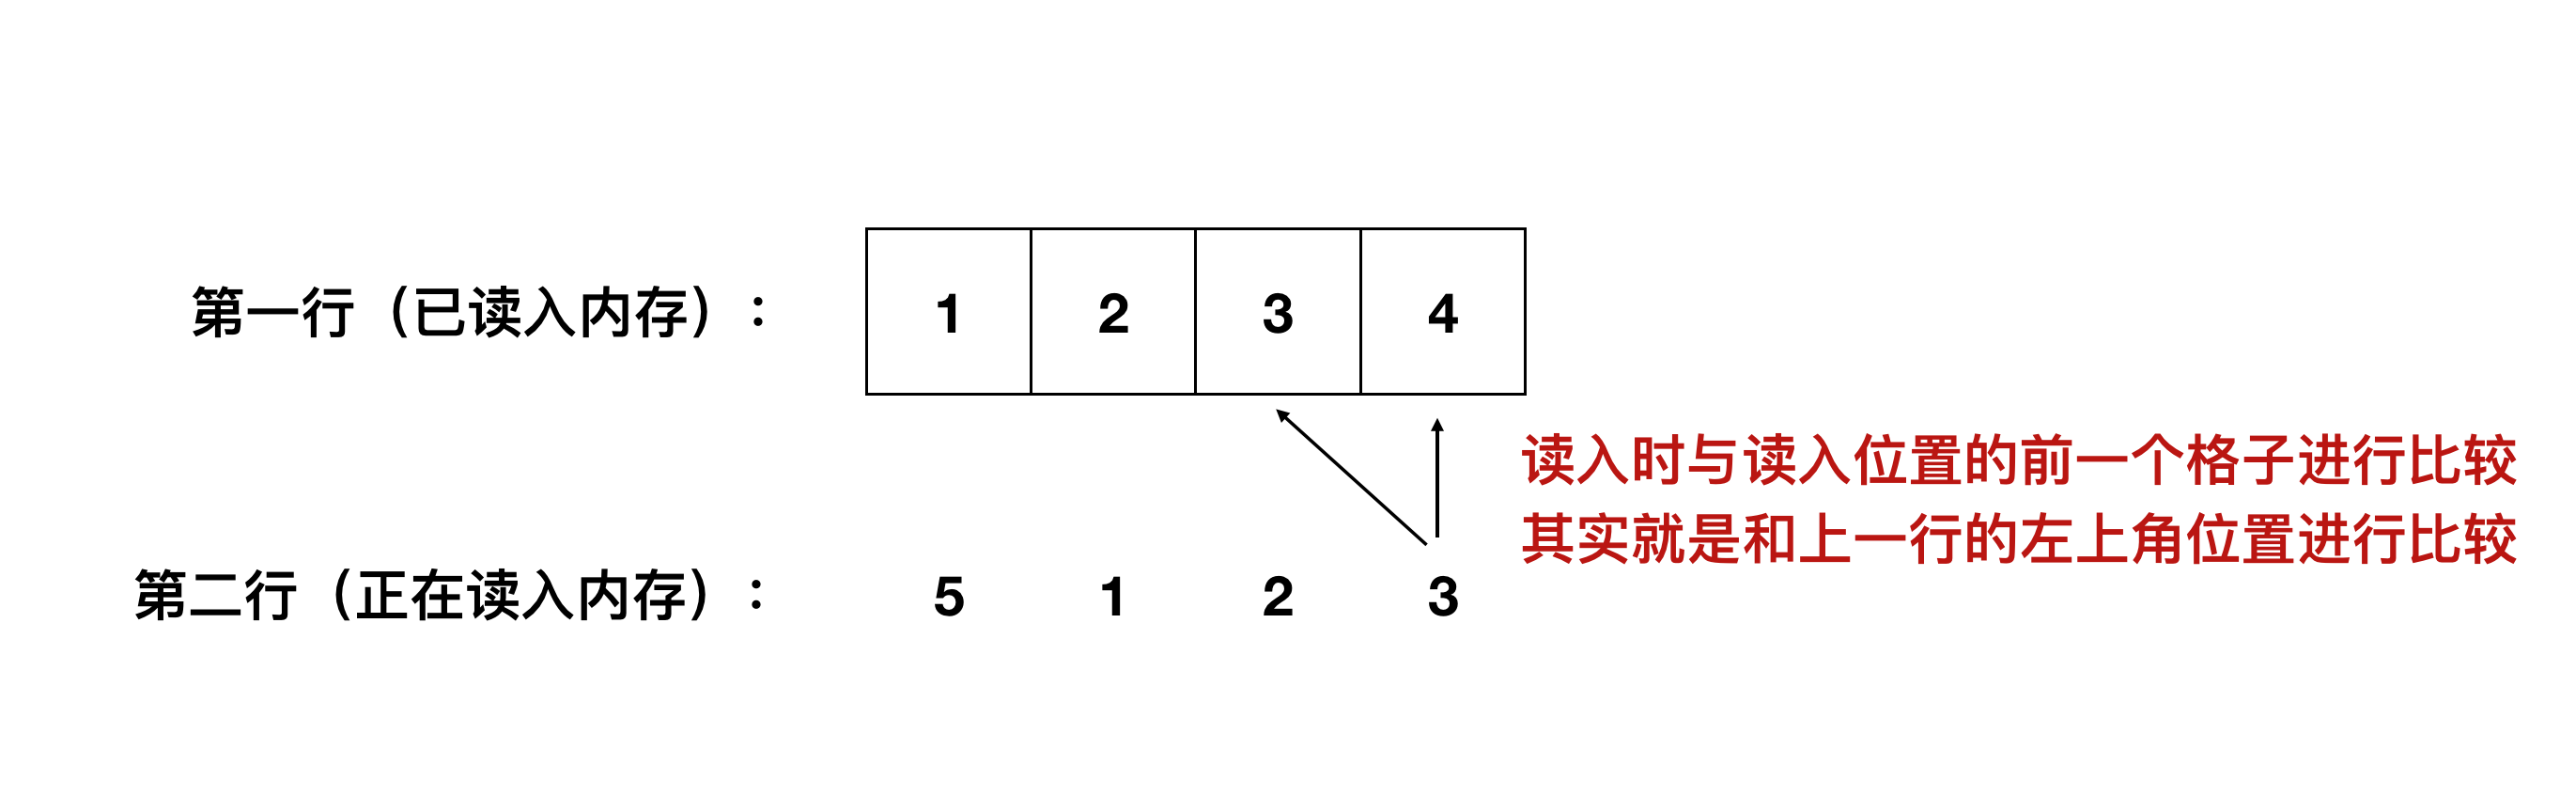 第一行（已读入内存）： 1 2 3 4
读入时与读入位置的前一个格子进行比较
其实就是和上一行的左上角位置进行比较
第二行（正在读入内存）： 5 1 2 3